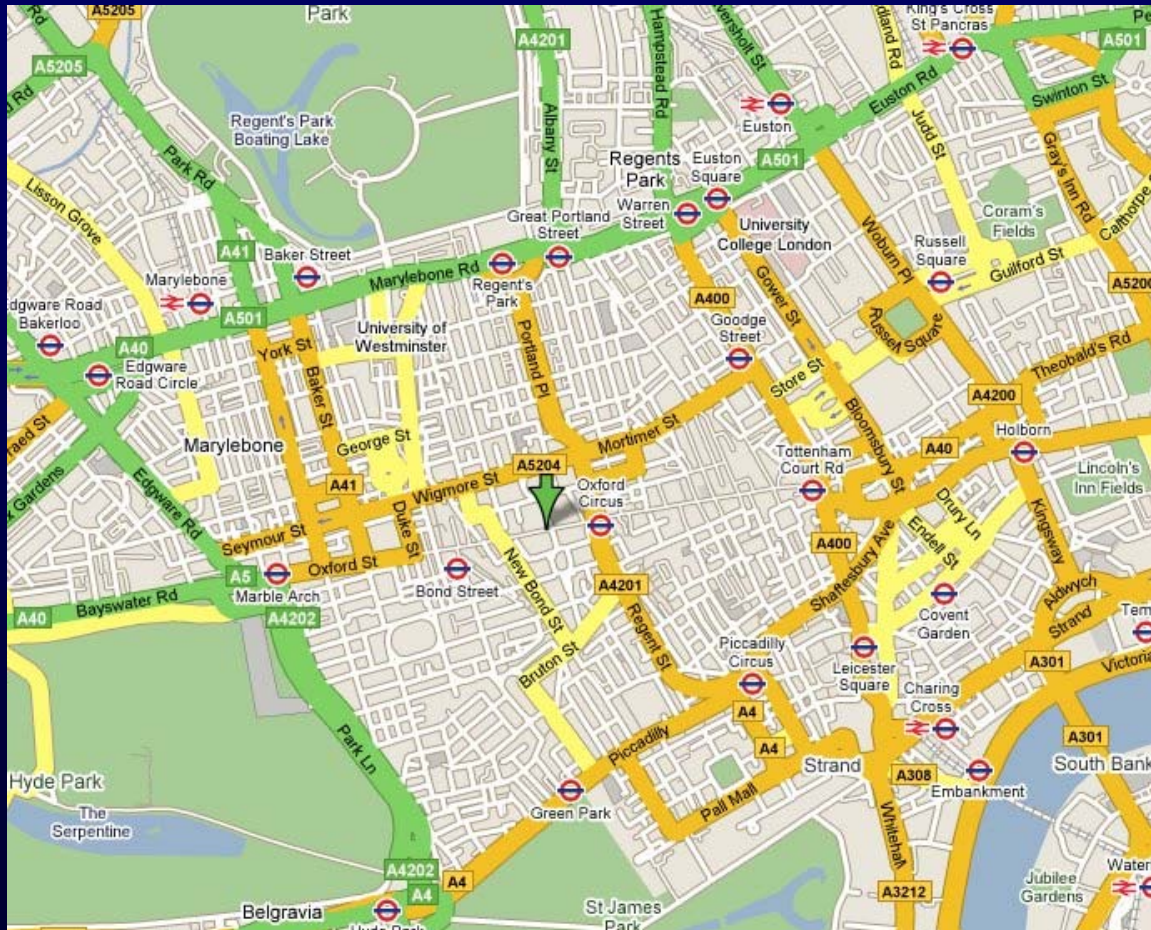 A5205
Park
A4201
Hampstead Rd
King's Cross
St Pancras
A501
A5205
Euston Rd
Swinton St
Regent's Park
Boating Lake
Albany St
Euston
Judd St
Park Rd
A501
Gray's Inn Rd
Lisson Grove
Regents
Park
Euston
Square
Warren
Street
Great Portland
Street
University
College London
Coram's
Fields
Woburn Pl
Russell
Square
Guilford St
A41
Baker Street
Marylebone Rd
Marylebone
Regent's
Park
A400
Gower St
A501
University of
Westminster
Goodge
Street
Russell Square
Edgware Road
Circle
A40
York St
Portland Pl
Theobald's Rd
Baker St
Store St
A4200
Marylebone
George St
Mortimer St
Bloomsbury St
Holborn
A5204
Tottenham
Court Rd
A40
Lincoln's
Inn Fields
A41
Wigmore St
Oxford
Circus
Edgware Rd
Duke St
Drury Ln
Endell St
Kingsway
Seymour St
Oxford St
New Bond St
A400
Shaftesbury Ave
A5
Marble Arch
Bond Street
A4201
Aldwych
Bayswater Rd
A40
A4202
Covent
Garden
Strand
Regent St
Bruton St
Piccadilly
Circus
Leicester
Square
A301
Charing
Cross
Park Ln
A4
Piccadilly
A4
A301
Hyde Park
Strand
A308
South Bank
The
Serpentine
Green Park
Pall Mall
Embankment
Whitehall
A4202
A4
A4
A3212
Jubilee
Gardens
Belgravia
St James
Park